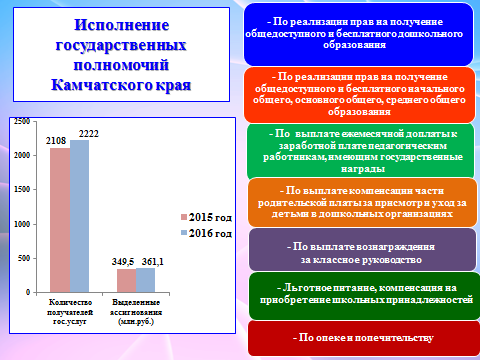 Исполнение
государственных
полномочий
Камчатского края
2500
2000
1500
1000
500
0
2108
2222
349,5
361,1
Количество
получателей
гос.услуг
Выделенные
ассигнования
(млн.руб.)
2015 год
2016 год
- По реализации прав на получение
общедоступного и бесплатного дошкольного
образования
- По реализации прав на получение
общедоступного и бесплатного начального
общего, основного общего, среднего общего
образования
- По выплате ежемесячной доплаты к
заработной плате педагогическим
работникам, имеющим государственные
награды
- По выплате компенсации части
родительской платы за присмотр и уход за
детьми в дошкольных организациях
- По выплате вознаграждения
за классное руководство
- Льготное питание, компенсация на
приобретение школьных принадлежностей
- По опеке и попечительству